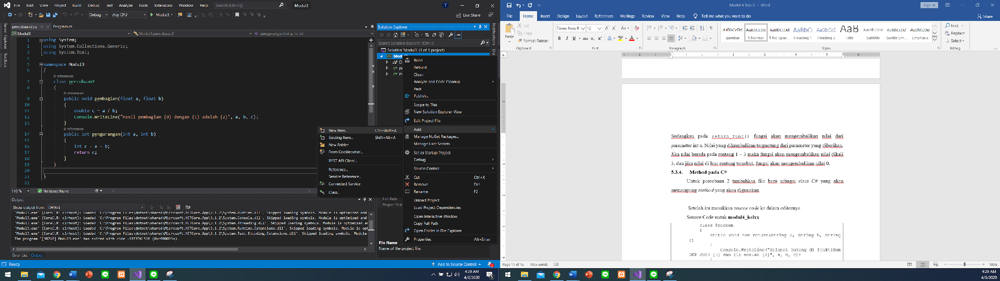 File Edit View Project Build Debug Test Analyze Tools Extensions Window Help Search (Ctrl+Q) Modul3
Debug Any CPU Modul3 Live Share
Server Explorer
Toolbox
percobaan2.cs Program.cs
Modul3 Modul3.percobaan2 pengurangan(int a, int b)
1 using System;
2 using System.Collections.Generic;
3 using System.Text;
4
5 namespace Modul3
6 {
0 references
7 class percobaan2
8 {
0 references
9 public void pembagian(float a, float b)
10 {
11 double c = a / b;
12 Console.WriteLine("Hasil pembagian {0} dengan {1} adalah {2}", a, b, c);
13 }
0 references
14 public int pengurangan(int a, int b)
15 {
16 int c = a - b;
17 return c;
18 }
19 }
20
21 }
22
110 % No issues found
Solution Explorer
Search Solution Explorer (Ctrl+;)
Solution 'Modul3' (1 of 1 project)
Notifications
Build
Rebuild
Clean
Analyze and Code Cleanup
Pack
Publish...
Scope to This
New Solution Explorer View
Edit Project File
Add
Manage NuGet Packages...
Manage User Secrets
Set as Startup Project
Debug
Source Control
Cut Ctrl+X
Remove Del
Rename F2
Unload Project
Load Project Dependencies
Open Interactive Window
Copy Full Path
Open Folder in File Explorer
Properties Alt+Enter
New Item... Ctrl+Shift+A
Existing Item... Shift+Alt+A
New Folder
From Cookiecutter...
REST API Client...
Reference...
Service Reference...
Connected Service
Class...
Full Path
File Name
Name of the project file.
Output
Show output from: Debug
'Modul3.exe' (CoreCLR: clrhost): Loaded 'C:\Program Files\dotnet\shared\Microsoft.NETCore.App\3.1.2\System.Runtime.dll'. Skipped loading symbols. Module is optimized and
'Modul3.exe' (CoreCLR: clrhost): Loaded 'C:\Program Files\dotnet\shared\Microsoft.NETCore.App\3.1.2\System.Console.dll'. Skipped loading symbols. Module is optimized and
'Modul3.exe' (CoreCLR: clrhost): Loaded 'C:\Program Files\dotnet\shared\Microsoft.NETCore.App\3.1.2\System.Threading.dll'. Skipped loading symbols. Module is optimized an
'Modul3.exe' (CoreCLR: clrhost): Loaded 'C:\Program Files\dotnet\shared\Microsoft.NETCore.App\3.1.2\System.Runtime.Extensions.dll'. Skipped loading symbols. Module is opt
'Modul3.exe' (CoreCLR: clrhost): Loaded 'C:\Program Files\dotnet\shared\Microsoft.NETCore.App\3.1.2\System.Text.Encoding.Extensions.dll'. Skipped loading symbols. Module
The program '[38740] Modul3.exe' has exited with code -1073741510 (0xc000013a).
Error List Output
Ready Add to Source Control 2
4:29 AM
4/3/2020
Modul 4 Bab V - Word Sign in
File Home Insert Design Layout References Mailings Review View Help Tell me what you want to do Share
Paste Cut
Copy
Format Painter
Clipboard
Times New R 12
Font
Paragraph
AaBbCcDd AaBbCcDd AaBbCcDd AaBbC AaBbCcD AaB AaBbCcD AaBbCcDd AaBbCcDd
.gambar ¶ Normal ¶ No Spac... Heading 1 Heading 2 Title Subtitle Subtle Em... Emphasis
Styles
Find
Replace
Select
Editing
Sedangkan pada return_func() fungsi akan mengembalikan nilai dari
parameter int a. Nilai yang dikembalikan tergantung dari parameter yang diberikan.
Jika nilai berada pada rentang 1 – 3 maka fungsi akan mengembalikan nilai dikali
3, dan jika nilai di luar rentang tersebut, fungsi akan mengembalikan nilai 0.
5.3.4. Method pada C#
Untuk percobaan 2 tambahkan file baru sebagai class C# yang akan
menampung method yang akan digunakan.
Setelah itu masukkan source code ke dalam editornya.
Source Code untuk modul4_kelxx
class Program
{
static void non_return(String a, String b, String
c)
{
Console.WriteLine("Selamat Datang di Praktikum
DKP 2020 {0} dan {1} adalah {2}", a, b, c);
}
Page 11 of 15 1965 words 100%
4:29 AM
4/3/2020